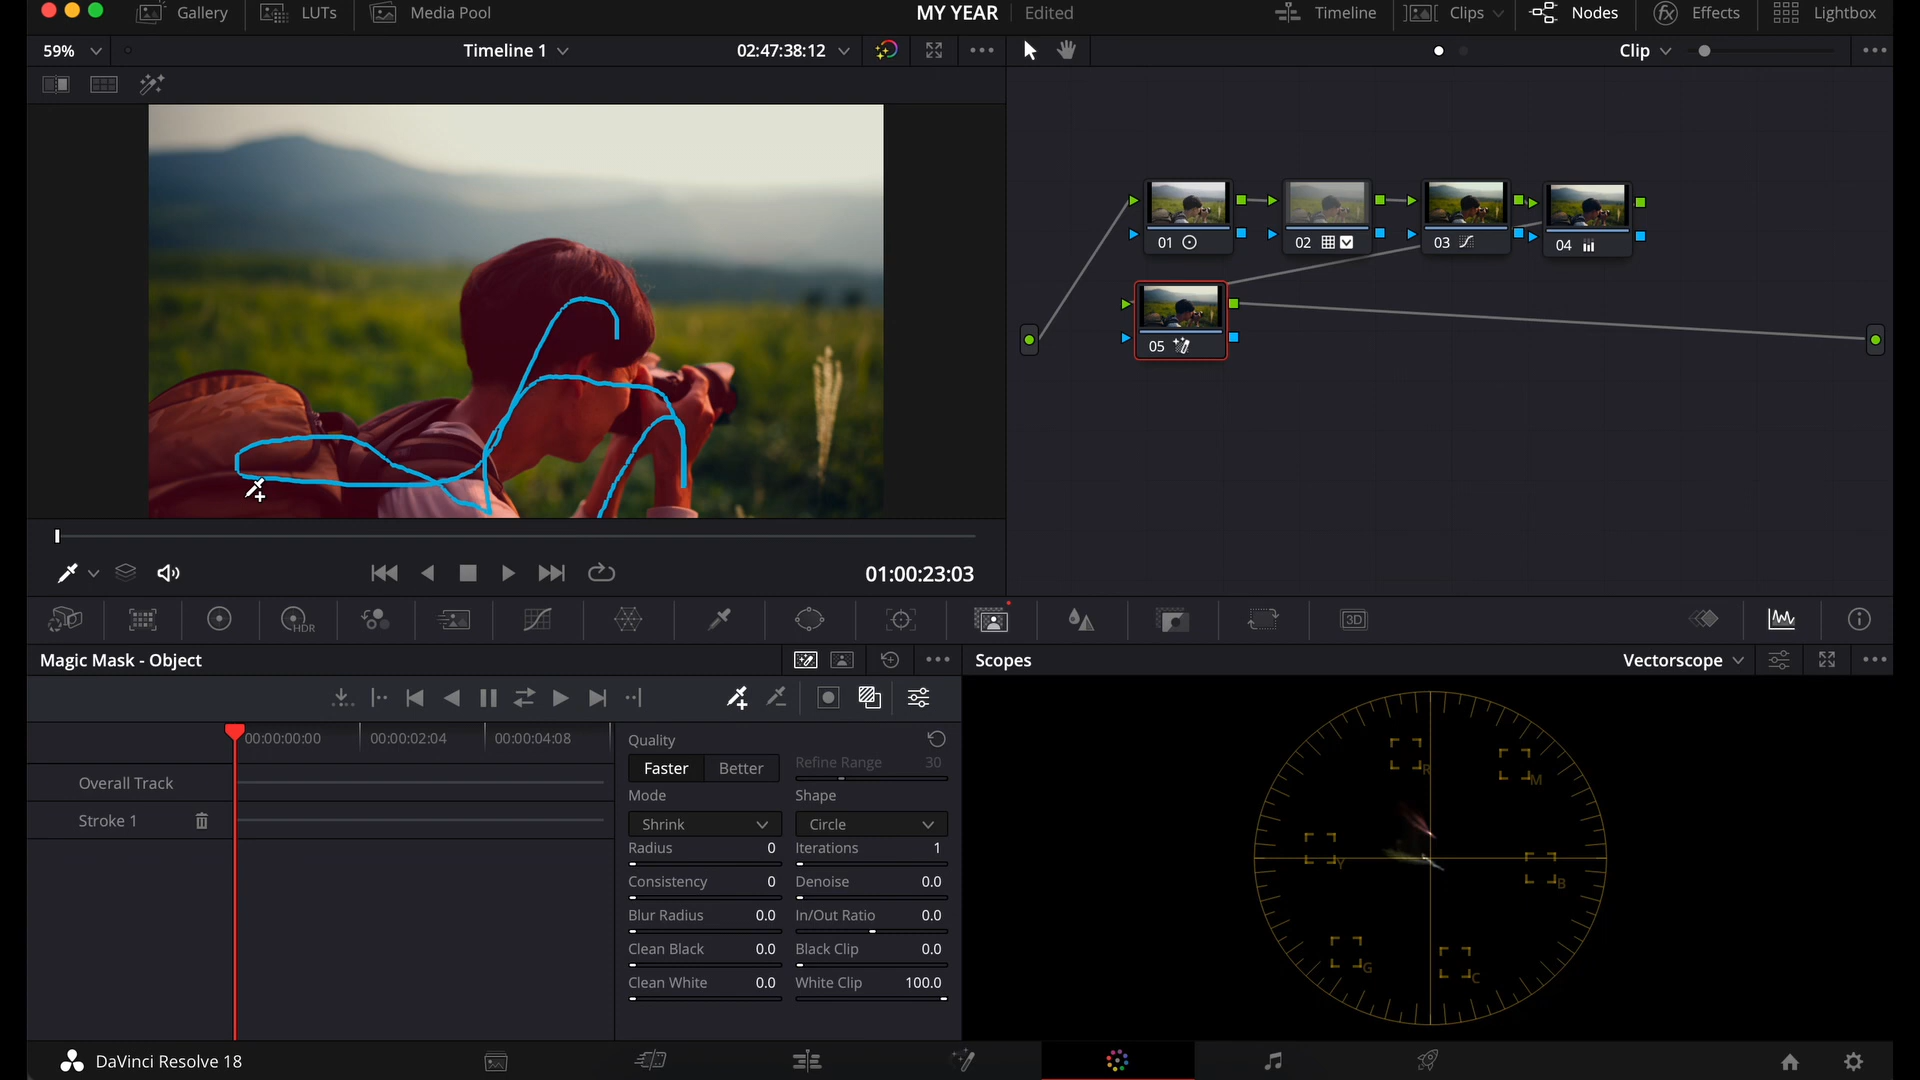 Gallery LUTs Media Pool MY YEAR Edited Timeline Clips Nodes Effects Lightbox
59% Timeline 1 02:47:38:12 Clip
01 02 03 04
05
01:00:23:03
HDR 3D
Magic Mask - Object Scopes Vectorscope
00:00:00:00 00:00:02:04 00:00:04:08
Overall Track
Stroke 1
Quality
Faster Better Refine Range 30
Mode Shape
Shrink Circle
Radius 0 Iterations 1
Consistency 0 Denoise 0.0
Blur Radius 0.0 In/Out Ratio 0.0
Clean Black 0.0 Black Clip 0.0
Clean White 0.0 White Clip 100.0
R M
Y B
G C
DaVinci Resolve 18